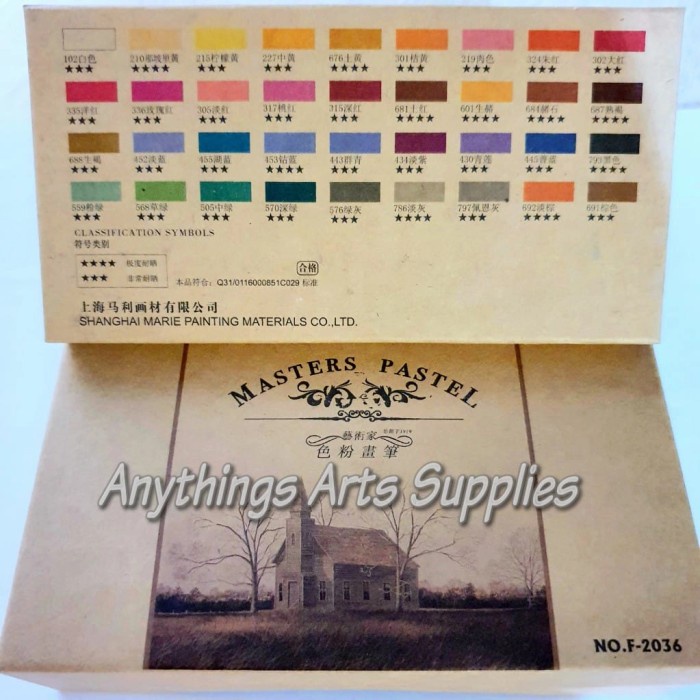 102白色 210那坡里黄 215柠檬黄 227中黄 676土黄 301桔黄 219肉色 324朱红 302大红
★★★ ★★★★ ★★★ ★★★ ★★★★ ★★★ ★★★ ★★★ ★★★
335洋红 336玫瑰红 305淡红 317桃红 315深红 681土红 601生赭 684赭石 687熟褐
★★★ ★★★ ★★★ ★★★ ★★★ ★★★★ ★★★★ ★★★★ ★★★★
688生褐 452淡蓝 455湖蓝 453钴蓝 443群青 434淡紫 430青莲 445普蓝 793黑色
★★★ ★★★ ★★★ ★★★★ ★★★ ★★★ ★★★ ★★★
559粉绿 568草绿 505中绿 570深绿 576绿灰 786淡灰 797佩恩灰 692淡棕 691棕色
★★★ ★★★ ★★★ ★★★ ★★★ ★★★★ ★★★ ★★★ ★★★
CLASSIFICATION SYMBOLS
符号类别
★★★★ 极度耐晒
★★★ 非常耐晒
合格
本品符合: Q31/0116000851C029 标准
上海马利画材有限公司
SHANGHAI MARIE PAINTING MATERIALS CO.,LTD.
MASTERS PASTEL
藝術家
色粉畫筆
Anythings Arts Supplies
NO.F-2036